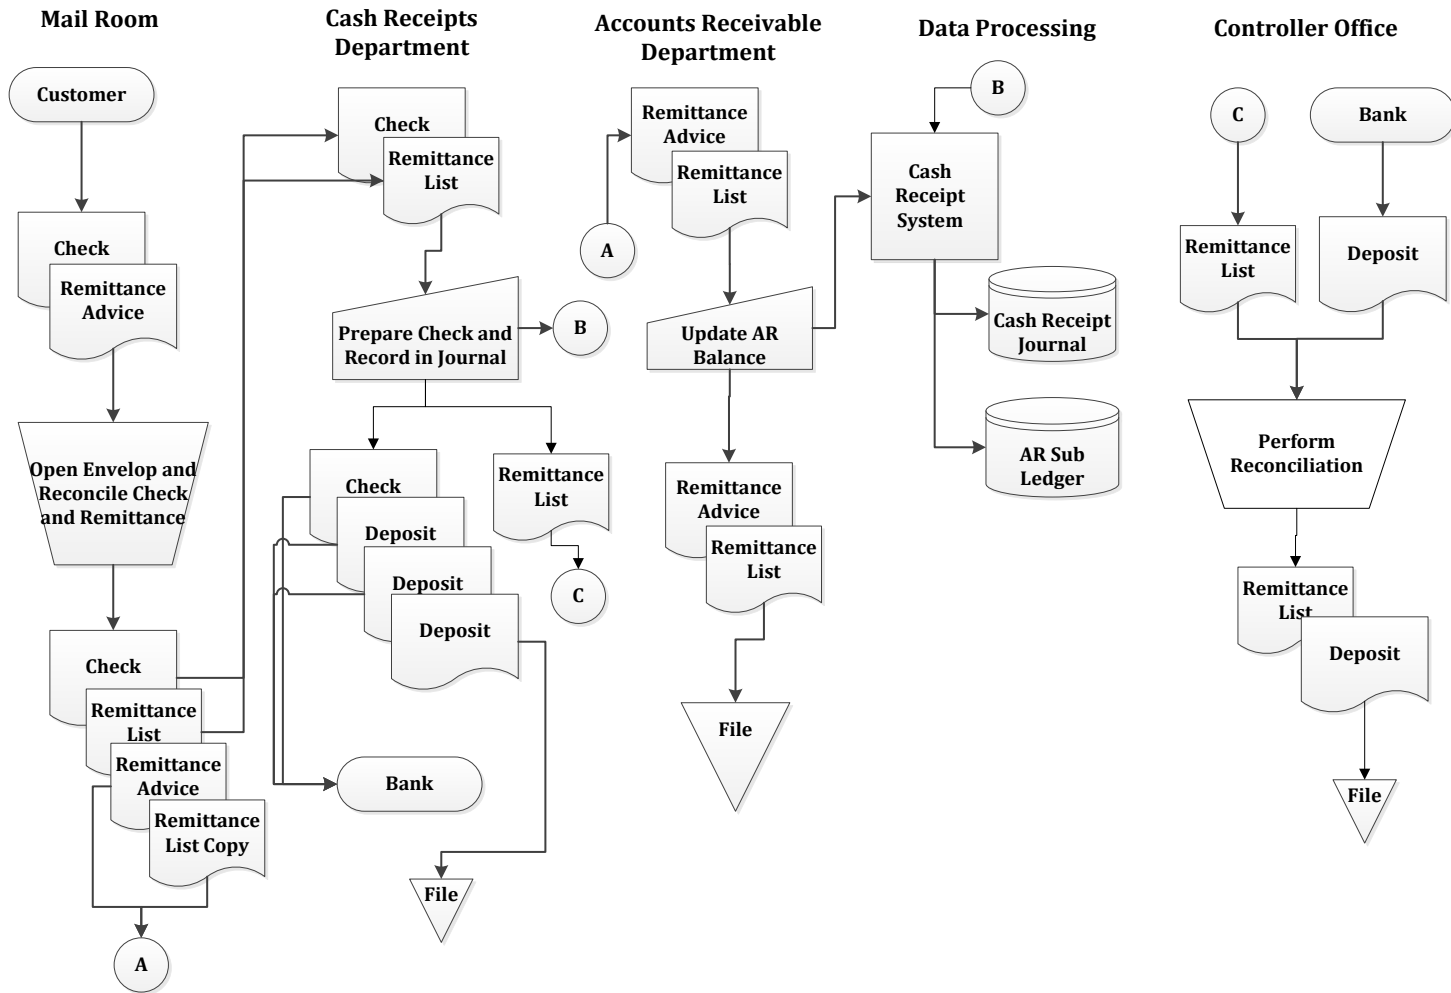 Mail Room
Customer
Check
Remittance
Advice
Open Envelop and
Reconcile Check
and Remittance
Check
Remittance
List
Remittance
Advice
Remittance
List Copy
A
Cash Receipts
Department
Check
Remittance
List
Prepare Check and
Record in Journal
B
Check
Deposit
Deposit
Deposit
Remittance
List
C
Bank
File
Accounts Receivable
Department
Remittance
Advice
Remittance
List
A
Update AR
Balance
Remittance
Advice
Remittance
List
File
Data Processing
B
Cash
Receipt
System
Cash Receipt
Journal
AR Sub
Ledger
Controller Office
C
Bank
Remittance
List
Deposit
Perform
Reconciliation
Remittance
List
Deposit
File